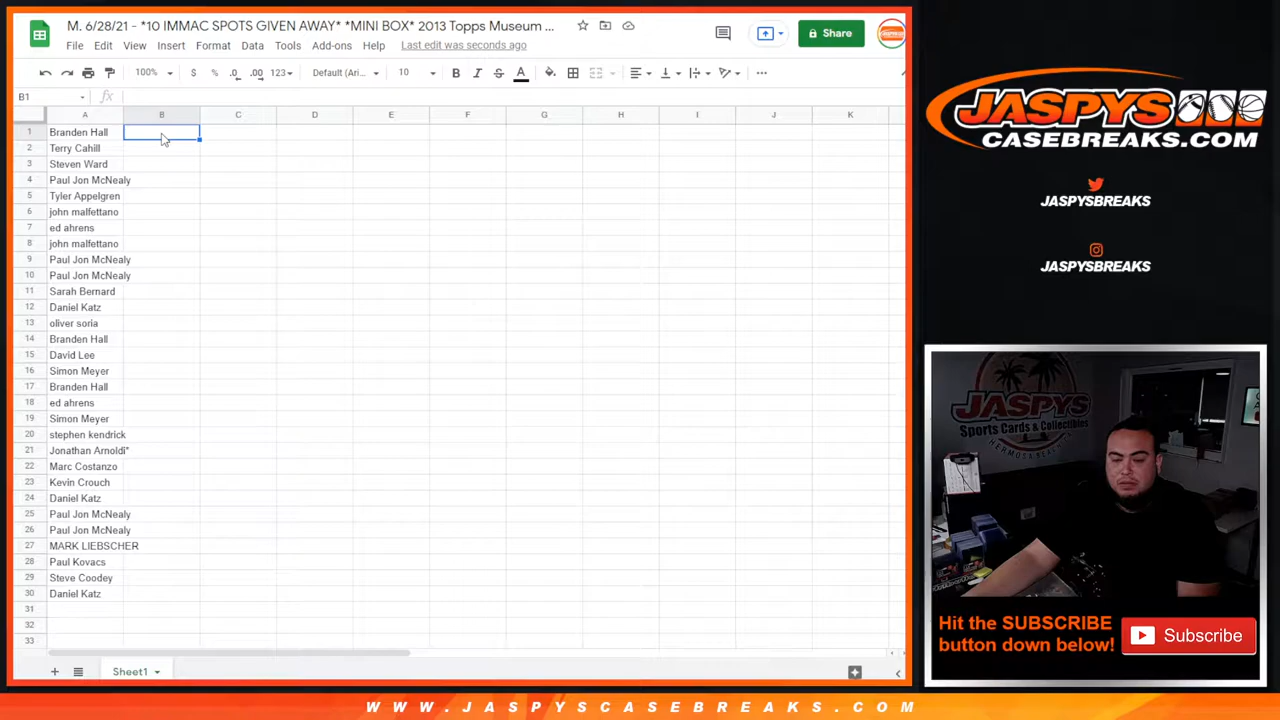 M. 6/28/21 - *10 IMMAC SPOTS GIVEN AWAY* *MINI BOX* 2013 Topps Museum ...
Share
File Edit View Insert Format Data Tools Add-ons Help Last edit was seconds ago
100% $ % .0 .00 123 Default (Ari... 10 B I S A
B1 fx
A B C D E F G H I J K
1 Branden Hall
2 Terry Cahill
3 Steven Ward
4 Paul Jon McNealy
5 Tyler Appelgren
6 john malfettano
7 ed ahrens
8 john malfettano
9 Paul Jon McNealy
10 Paul Jon McNealy
11 Sarah Bernard
12 Daniel Katz
13 oliver soria
14 Branden Hall
15 David Lee
16 Simon Meyer
17 Branden Hall
18 ed ahrens
19 Simon Meyer
20 stephen kendrick
21 Jonathan Arnoldi*
22 Marc Costanzo
23 Kevin Crouch
24 Daniel Katz
25 Paul Jon McNealy
26 Paul Jon McNealy
27 MARK LIEBSCHER
28 Paul Kovacs
29 Steve Coodey
30 Daniel Katz
31
32
33
Sheet1
JASPYS
CASEBREAKS.COM
JASPYSBREAKS
JASPYSBREAKS
JASPYS
Sports Cards & Collectibles
HERMOSA BEACH
Hit the SUBSCRIBE
button down below!
Subscribe
WWW.JASPYSCASEBREAKS.COM